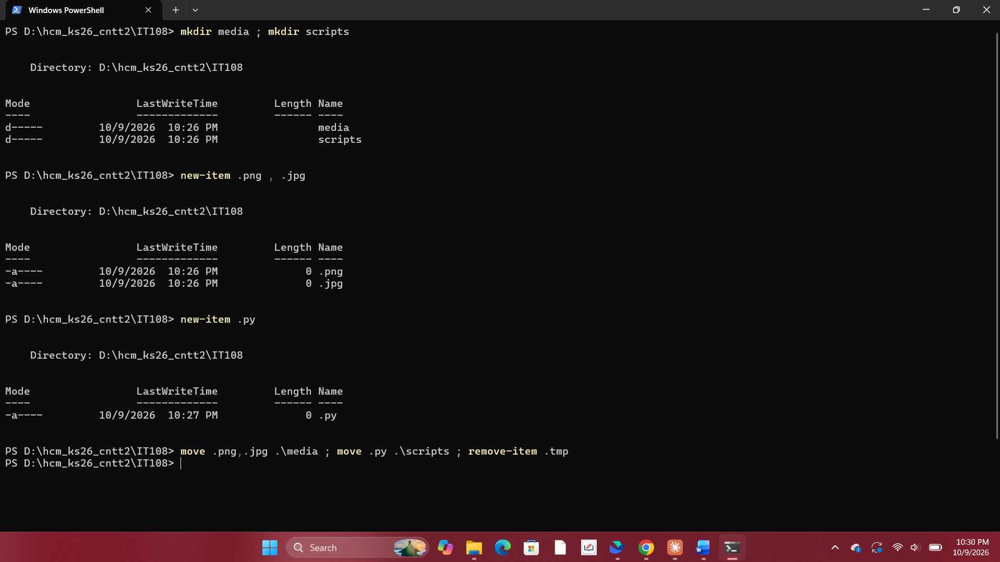 Windows PowerShell
PS D:\hcm_ks26_cntt2\IT108> mkdir media ; mkdir scripts
Directory: D:\hcm_ks26_cntt2\IT108
Mode LastWriteTime Length Name
---- ------------- ------ ----
d----- 10/9/2026 10:26 PM media
d----- 10/9/2026 10:26 PM scripts
PS D:\hcm_ks26_cntt2\IT108> new-item .png , .jpg
Directory: D:\hcm_ks26_cntt2\IT108
Mode LastWriteTime Length Name
---- ------------- ------ ----
-a---- 10/9/2026 10:26 PM 0 .png
-a---- 10/9/2026 10:26 PM 0 .jpg
PS D:\hcm_ks26_cntt2\IT108> new-item .py
Directory: D:\hcm_ks26_cntt2\IT108
Mode LastWriteTime Length Name
---- ------------- ------ ----
-a---- 10/9/2026 10:27 PM 0 .py
PS D:\hcm_ks26_cntt2\IT108> move .png,.jpg .\media ; move .py .\scripts ; remove-item .tmp
PS D:\hcm_ks26_cntt2\IT108>
Search
10:30 PM
10/9/2026